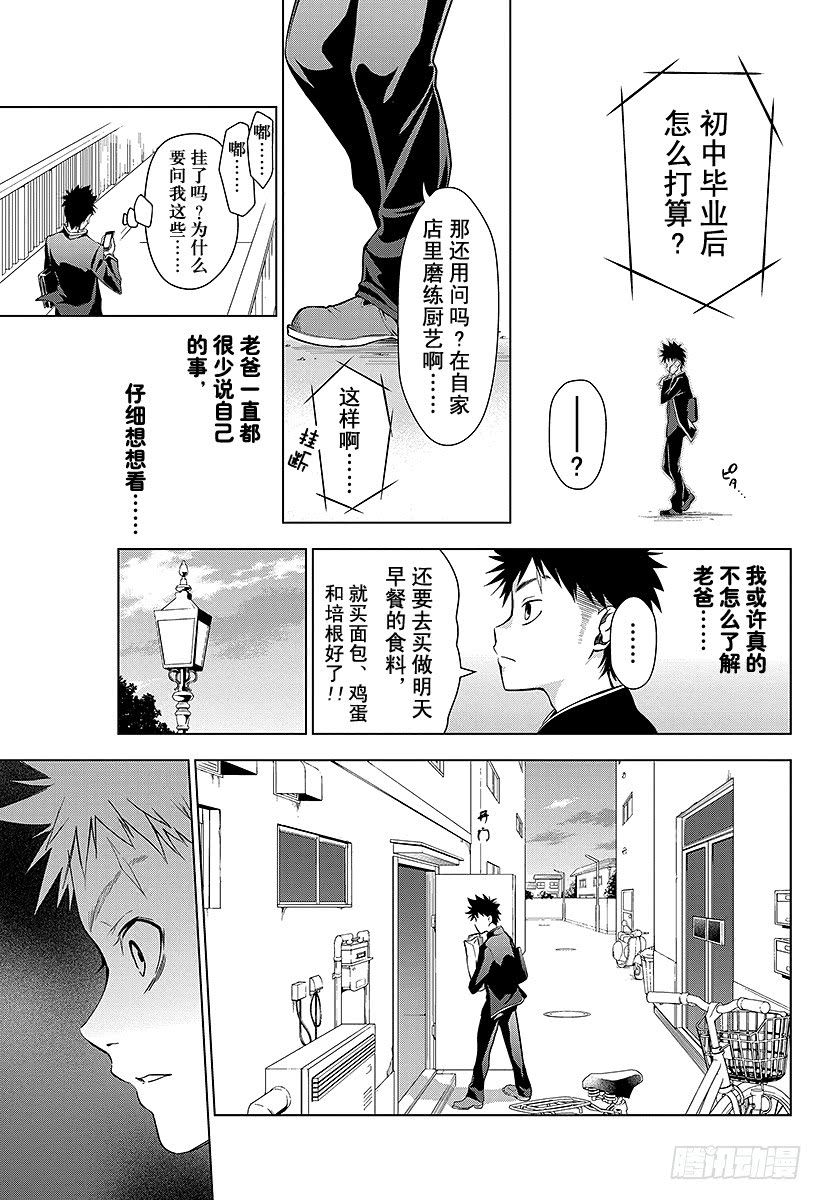 初中毕业后
怎么打算？
——？
PA…
那还用问吗？在自家
店里磨练厨艺啊……
这样啊……
挂断
嘟……
嘟……
挂了吗？为什么
要问我这些……
老爸一直都
很少说自己
的事，
仔细想想看……
我或许真的
不怎么了解
老爸……
……
还要去买做明天
早餐的食料，
就买面包、鸡蛋
和培根好了！！
开门
腾讯动漫